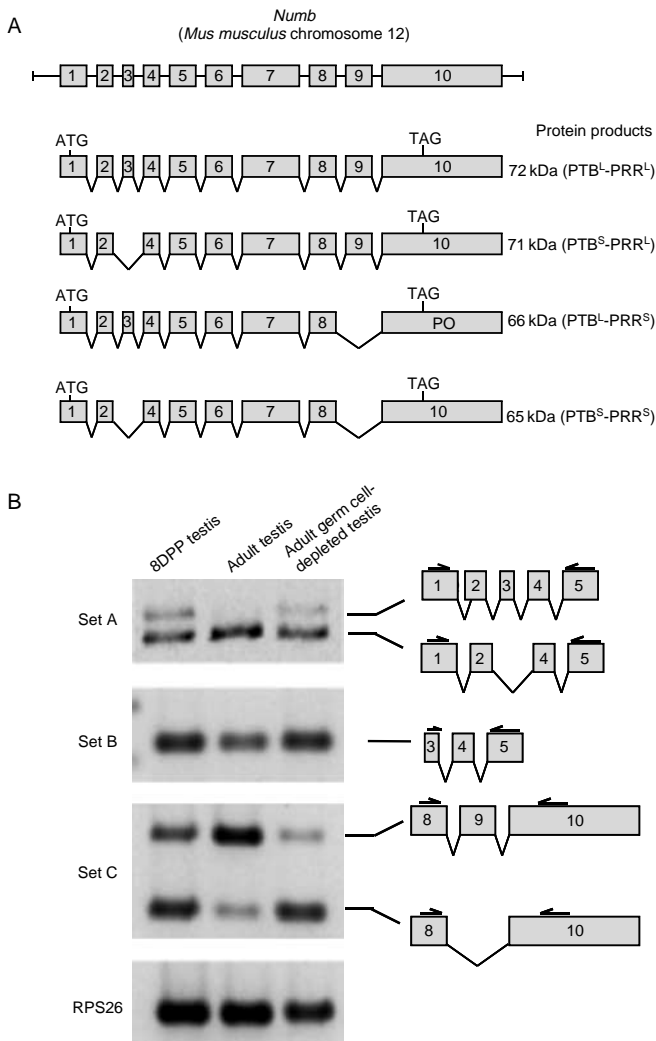 A
Numb
(Mus musculus chromosome 12)
1 2 3 4 5 6 7 8 9 10
Protein products
ATG TAG
1 2 3 4 5 6 7 8 9 10 72 kDa (PTBᴸ-PRRᴸ)
ATG TAG
1 2 4 5 6 7 8 9 10 71 kDa (PTBˢ-PRRᴸ)
ATG TAG
1 2 3 4 5 6 7 8 PO 66 kDa (PTBᴸ-PRRˢ)
ATG TAG
1 2 4 5 6 7 8 10 65 kDa (PTBˢ-PRRˢ)
B
8DPP testis
Adult testis
Adult germ cell-
depleted testis
Set A
1 2 3 4 5
1 2 4 5
Set B
3 4 5
Set C
8 9 10
8 10
RPS26